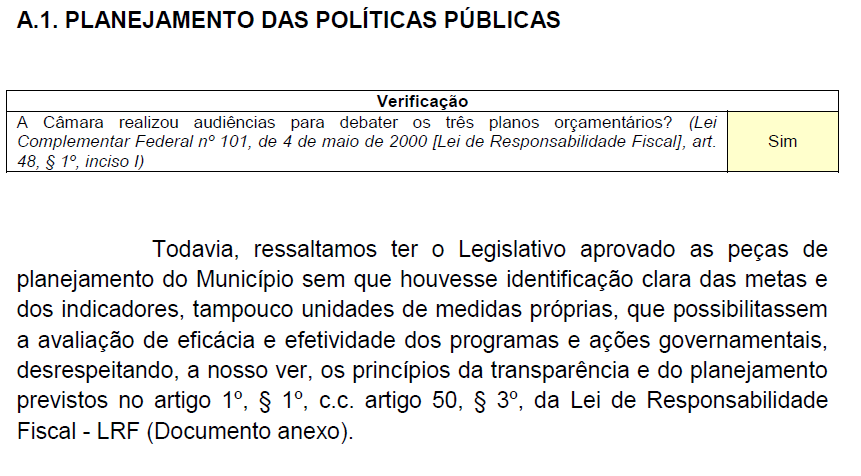 A.1. PLANEJAMENTO DAS POLÍTICAS PÚBLICAS
Verificação
A Câmara realizou audiências para debater os três planos orçamentários? (Lei
Complementar Federal nº 101, de 4 de maio de 2000 [Lei de Responsabilidade Fiscal], art.
48, § 1º, inciso I)
Sim
Todavia, ressaltamos ter o Legislativo aprovado as peças de
planejamento do Município sem que houvesse identificação clara das metas e
dos indicadores, tampouco unidades de medidas próprias, que possibilitassem
a avaliação de eficácia e efetividade dos programas e ações governamentais,
desrespeitando, a nosso ver, os princípios da transparência e do planejamento
previstos no artigo 1º, § 1º, c.c. artigo 50, § 3º, da Lei de Responsabilidade
Fiscal - LRF (Documento anexo).